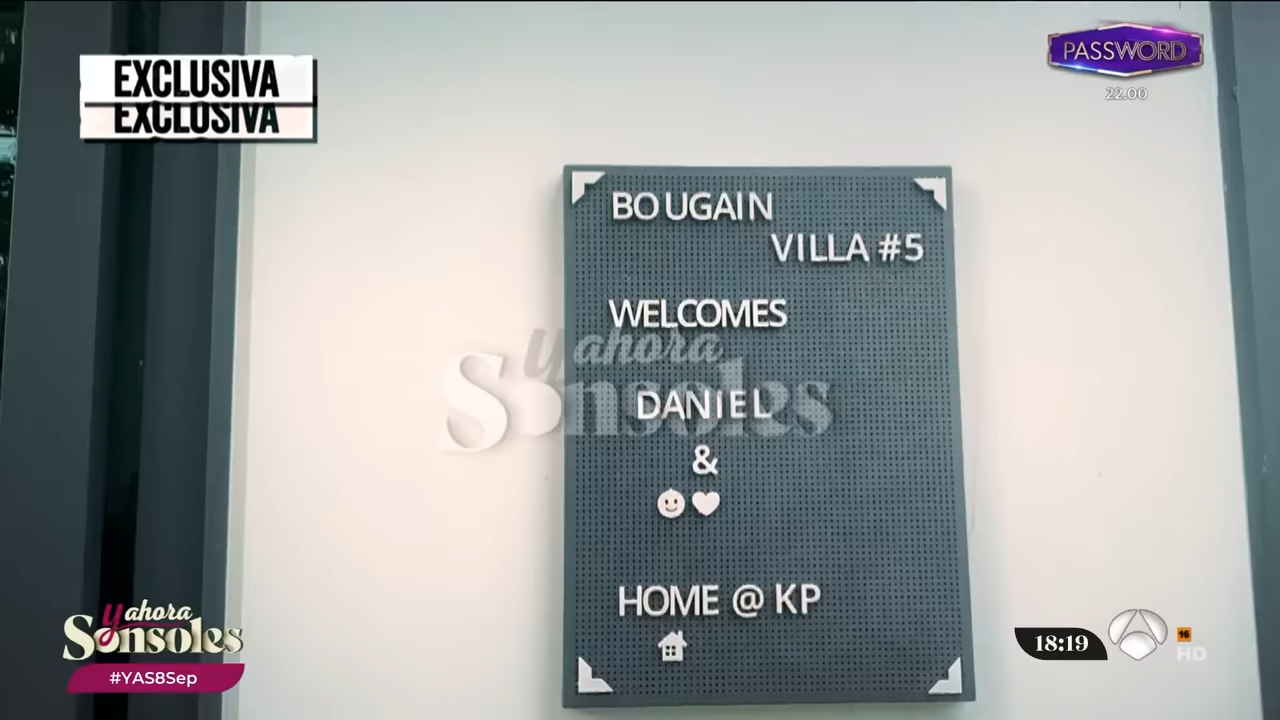 EXCLUSIVA
EXCLUSIVA
PASSWORD
22.00
BOUGAIN
VILLA #5
WELCOMES
DANIEL
&
HOME @ KP
Y ahora
Sonsoles
Y ahora
Sonsoles
#YAS8Sep
18:19
16
HD